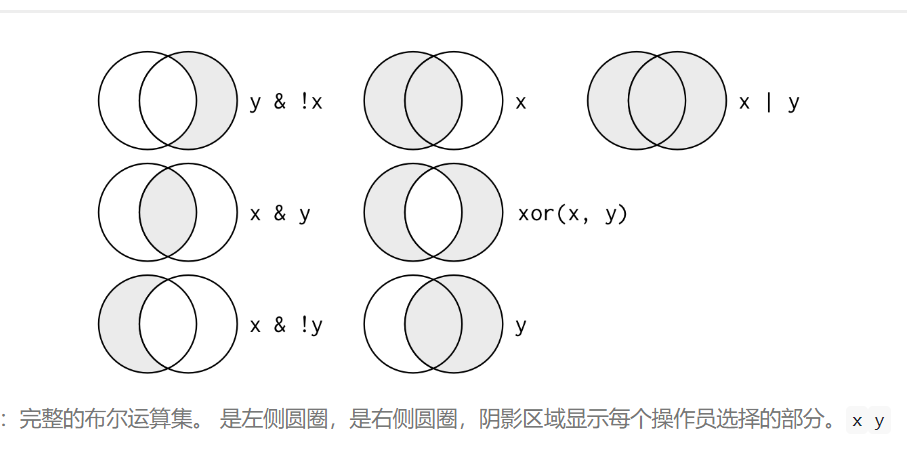 y & !x
x
x | y
x & y
xor(x, y)
x & !y
y
：完整的布尔运算集。 是左侧圆圈，是右侧圆圈，阴影区域显示每个操作员选择的部分。 x y